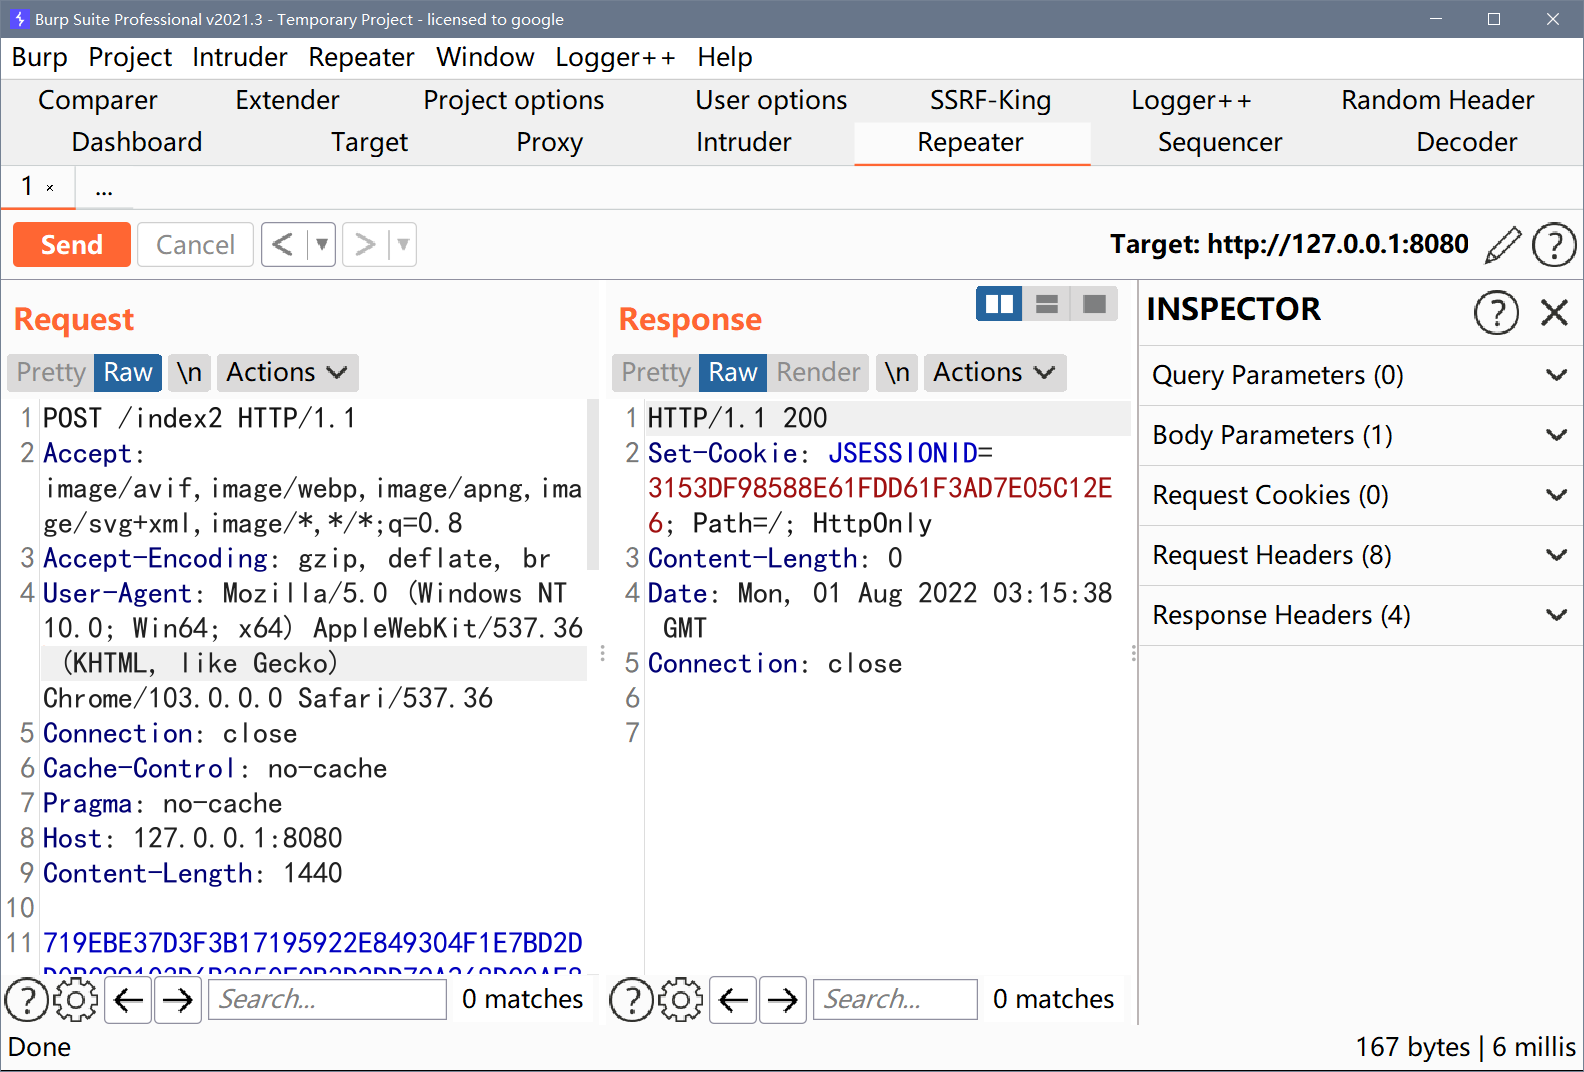 Burp Suite Professional v2021.3 - Temporary Project - licensed to google
Burp Project Intruder Repeater Window Logger++ Help
Comparer Extender Project options User options SSRF-King Logger++ Random Header
Dashboard Target Proxy Intruder Repeater Sequencer Decoder
1 × ...
Send Cancel < ▼ > ▼ Target: http://127.0.0.1:8080 ?
Request
Pretty Raw \n Actions
1 POST /index2 HTTP/1.1
2 Accept:
image/avif,image/webp,image/apng,ima
ge/svg+xml,image/*,*/*;q=0.8
3 Accept-Encoding: gzip, deflate, br
4 User-Agent: Mozilla/5.0 (Windows NT
10.0; Win64; x64) AppleWebKit/537.36
(KHTML, like Gecko)
Chrome/103.0.0.0 Safari/537.36
5 Connection: close
6 Cache-Control: no-cache
7 Pragma: no-cache
8 Host: 127.0.0.1:8080
9 Content-Length: 1440
10
11 719EBE37D3F3B17195922E849304F1E7BD2D
? Search... 0 matches
Response
Pretty Raw Render \n Actions
1 HTTP/1.1 200
2 Set-Cookie: JSESSIONID=
3153DF98588E61FDD61F3AD7E05C12E
6; Path=/; HttpOnly
3 Content-Length: 0
4 Date: Mon, 01 Aug 2022 03:15:38
GMT
5 Connection: close
6
7
? Search... 0 matches
INSPECTOR ?
Query Parameters (0)
Body Parameters (1)
Request Cookies (0)
Request Headers (8)
Response Headers (4)
Done 167 bytes | 6 millis